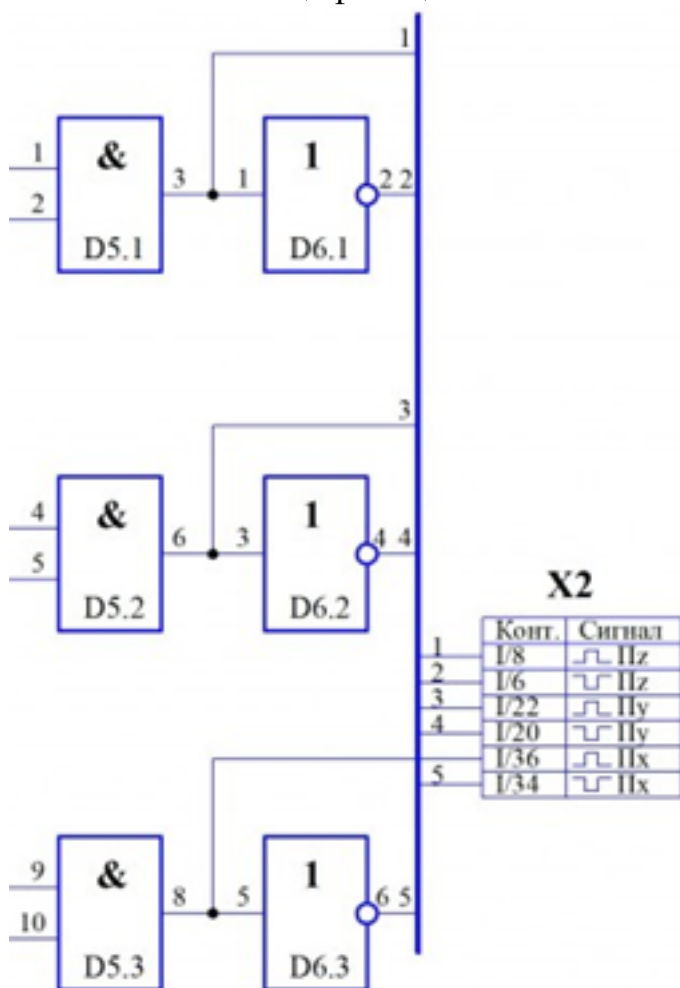 1
1 & 3 1 1 2 2
2
D5.1 D6.1
3
4 & 6 3 1 4 4
5
D5.2 D6.2
X2
Конт. Сигнал
1 I/8 Пz
2 I/6 Пz
3 I/22 Пy
4 I/20 Пy
I/36 Пx
5 I/34 Пx
9 & 8 5 1 6 5
10
D5.3 D6.3